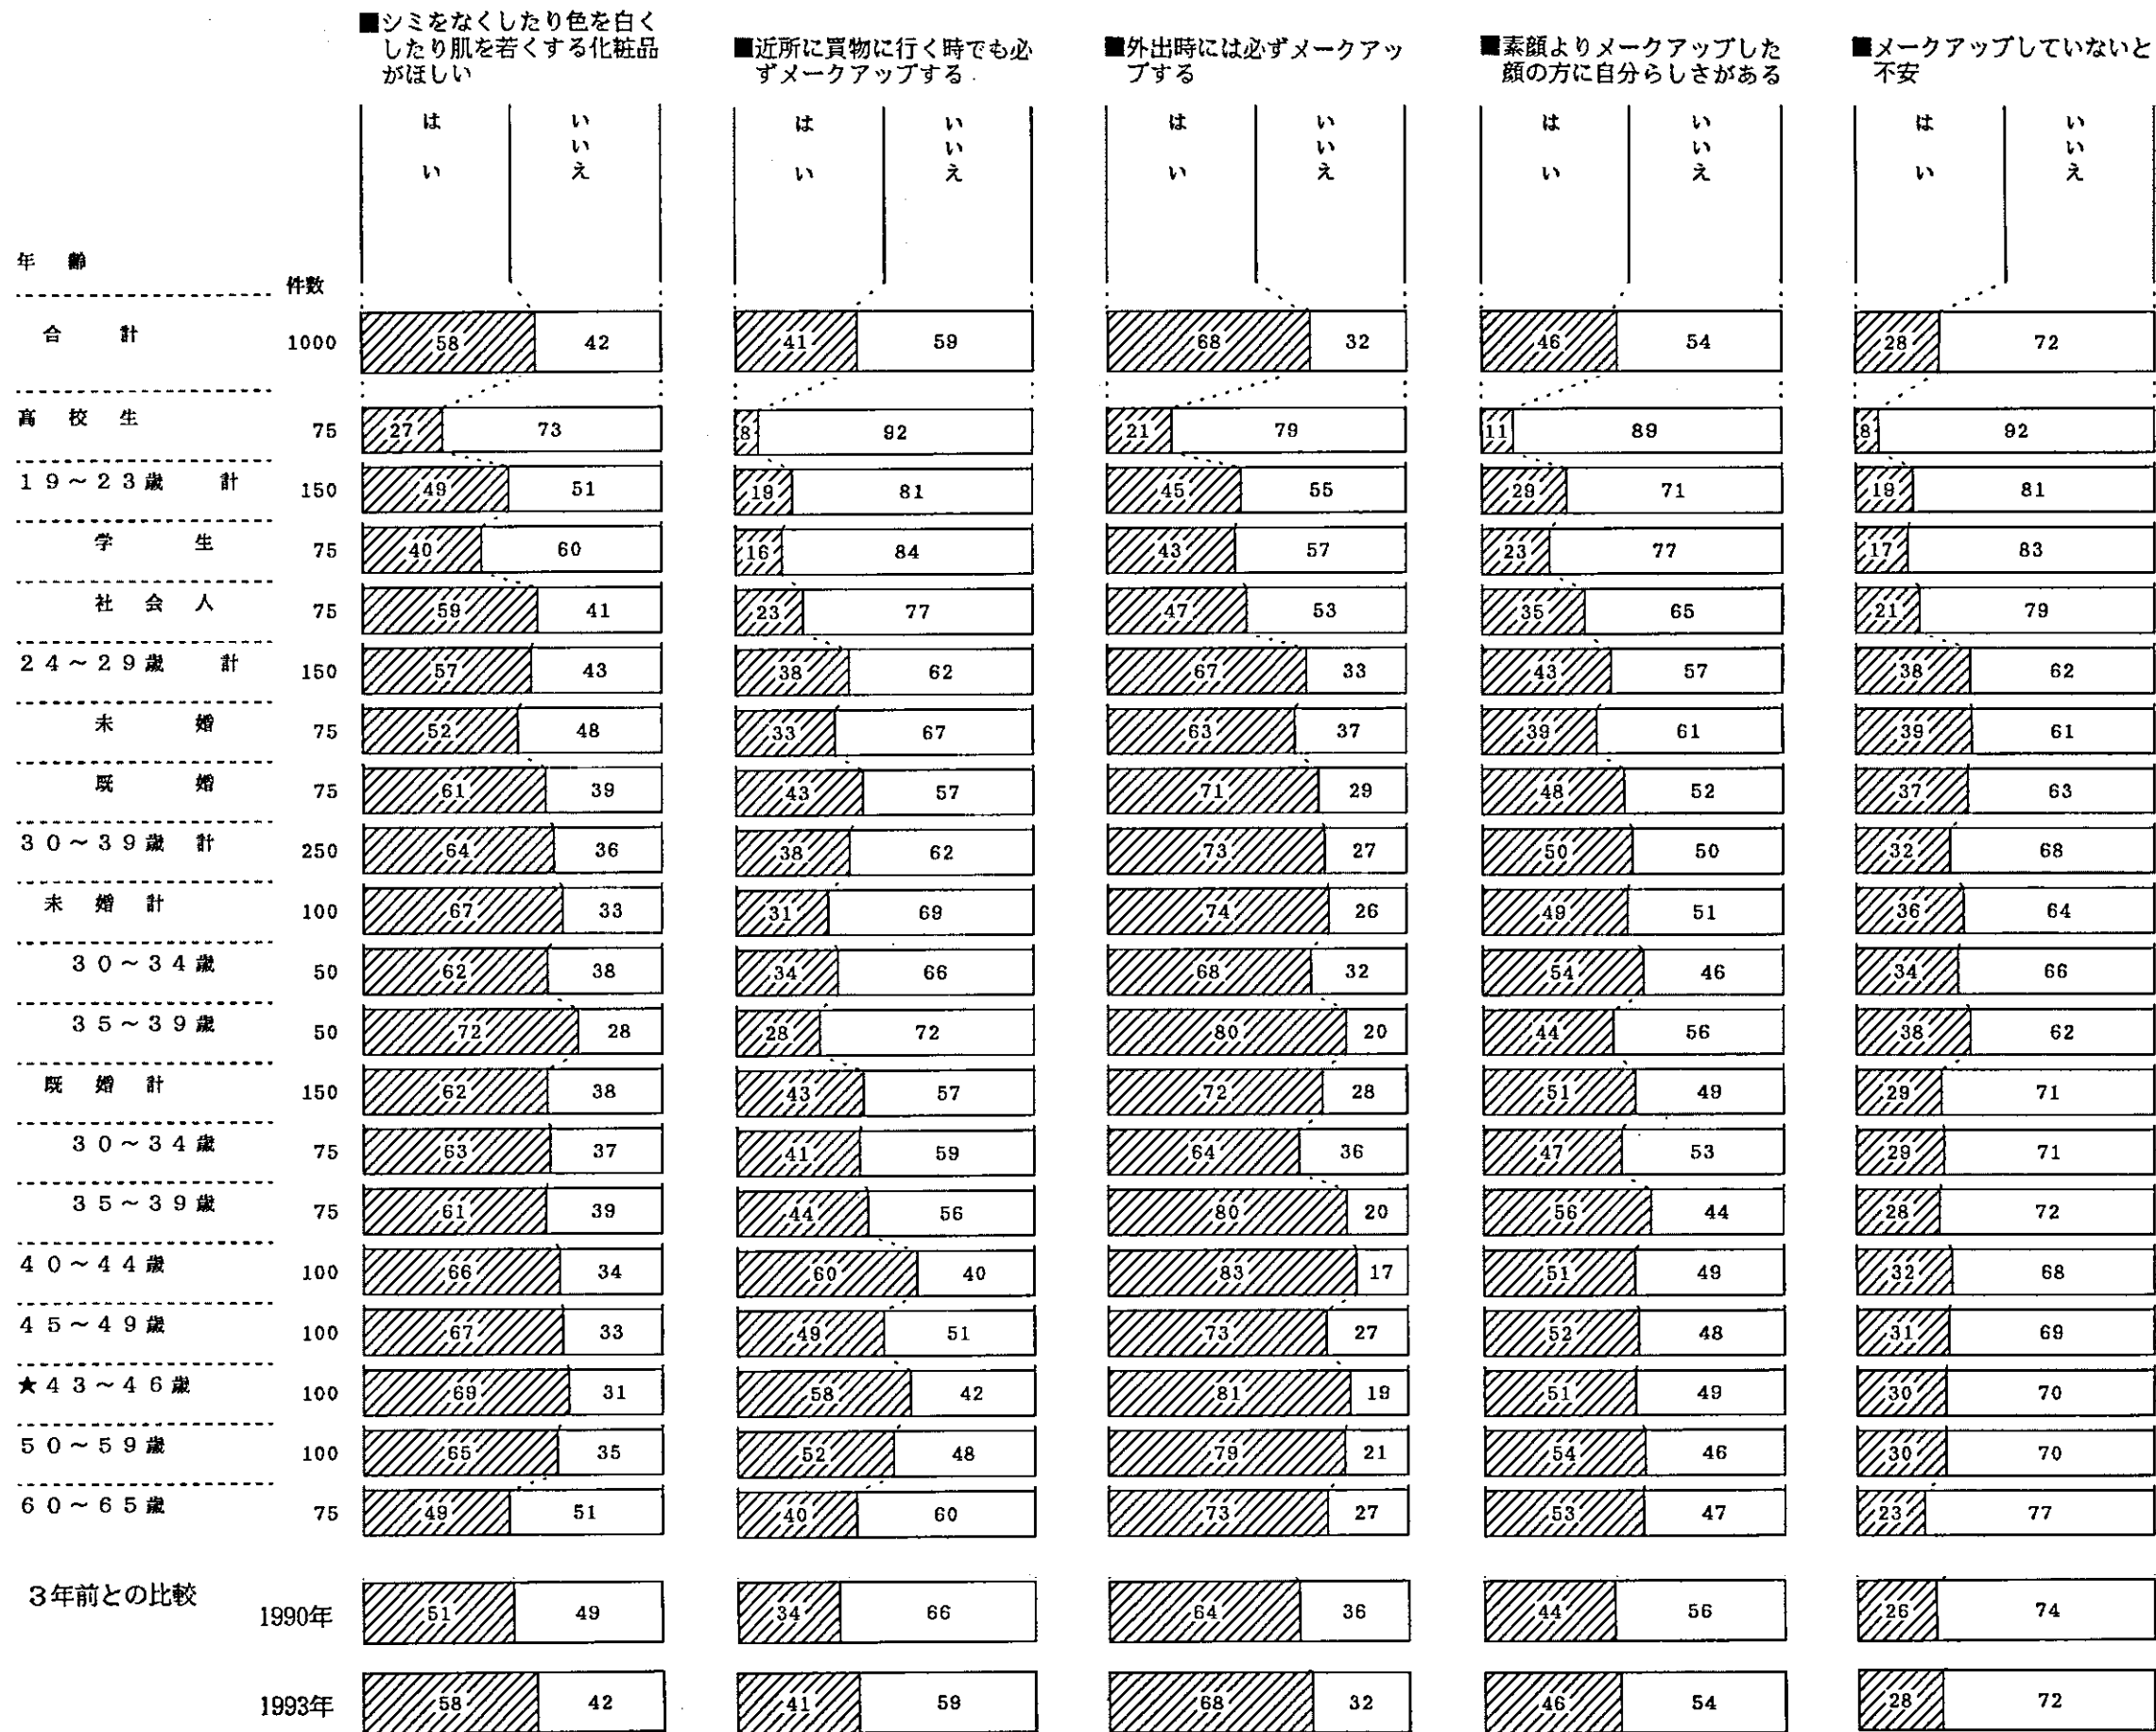 ■シミをなくしたり色を白く
したり肌を若くする化粧品
がほしい
■近所に買物に行く時でも必
ずメークアップする
■外出時には必ずメークアッ
プする
■素顔よりメークアップした
顔の方に自分らしさがある
■メークアップしていないと
不安
はい いいえ はい いいえ はい いいえ はい いいえ はい いいえ
年齢
件数
合計 1000 58 42 41 59 68 32 46 54 28 72
高校生 75 27 73 8 92 21 79 11 89 8 92
19~23歳 計 150 49 51 19 81 45 55 29 71 19 81
学生 75 40 60 16 84 43 57 23 77 17 83
社会人 75 59 41 23 77 47 53 35 65 21 79
24~29歳 計 150 57 43 38 62 67 33 43 57 38 62
未婚 75 52 48 33 67 63 37 39 61 39 61
既婚 75 61 39 43 57 71 29 48 52 37 63
30~39歳 計 250 64 36 38 62 73 27 50 50 32 68
未婚計 100 67 33 31 69 74 26 49 51 36 64
30~34歳 50 62 38 34 66 68 32 54 46 34 66
35~39歳 50 72 28 28 72 80 20 44 56 38 62
既婚計 150 62 38 43 57 72 28 51 49 29 71
30~34歳 75 63 37 41 59 64 36 47 53 29 71
35~39歳 75 61 39 44 56 80 20 56 44 28 72
40~44歳 100 66 34 60 40 83 17 51 49 32 68
45~49歳 100 67 33 49 51 73 27 52 48 31 69
★43~46歳 100 69 31 58 42 81 19 51 49 30 70
50~59歳 100 65 35 52 48 79 21 54 46 30 70
60~65歳 75 49 51 40 60 73 27 53 47 23 77
3年前との比較
1990年 51 49 34 66 64 36 44 56 26 74
1993年 58 42 41 59 68 32 46 54 28 72